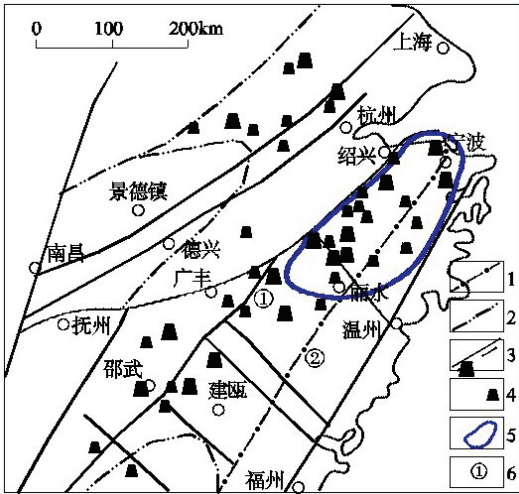 0 100 200km
上海
杭州
绍兴
宁波
景德镇
南昌
德兴
广丰
①
丽水
抚州
温州
②
邵武
建瓯
福州
1
2
3
4
5
① 6